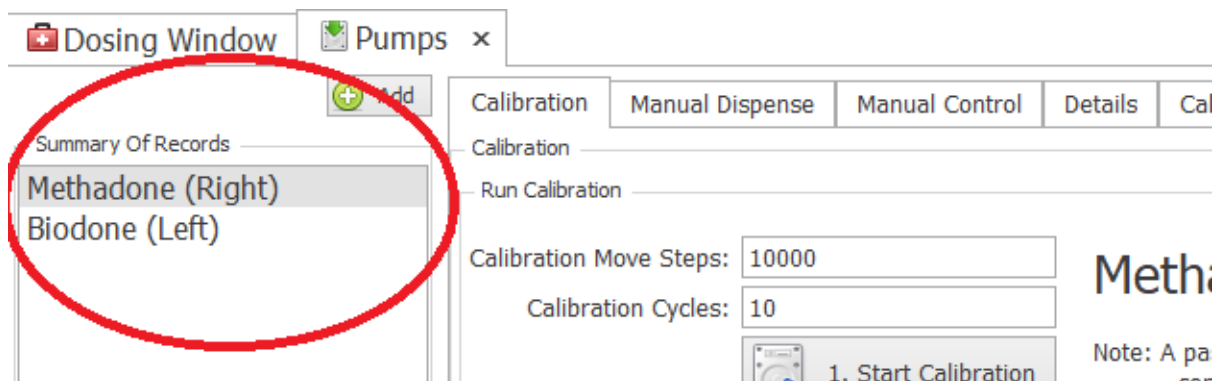 Dosing Window
Pumps ×
Add
Calibration
Manual Dispense
Manual Control
Details
Summary Of Records
Methadone (Right)
Biodone (Left)
Calibration
Run Calibration
Calibration Move Steps: 10000
Calibration Cycles: 10
1. Start Calibration
Note: A